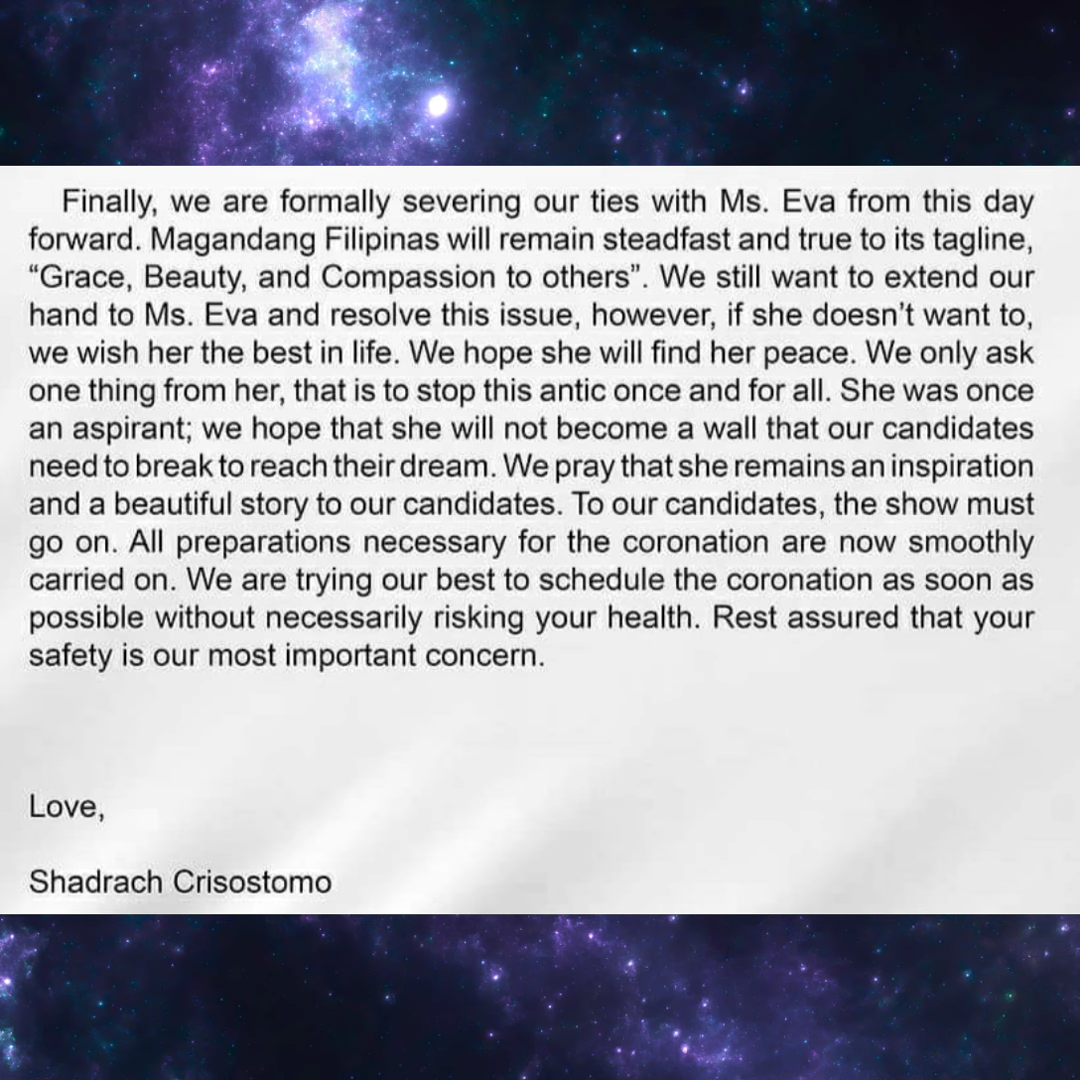 Finally, we are formally severing our ties with Ms. Eva from this day
forward. Magandang Filipinas will remain steadfast and true to its tagline,
“Grace, Beauty, and Compassion to others”. We still want to extend our
hand to Ms. Eva and resolve this issue, however, if she doesn’t want to,
we wish her the best in life. We hope she will find her peace. We only ask
one thing from her, that is to stop this antic once and for all. She was once
an aspirant; we hope that she will not become a wall that our candidates
need to break to reach their dream. We pray that she remains an inspiration
and a beautiful story to our candidates. To our candidates, the show must
go on. All preparations necessary for the coronation are now smoothly
carried on. We are trying our best to schedule the coronation as soon as
possible without necessarily risking your health. Rest assured that your
safety is our most important concern.
Love,
Shadrach Crisostomo